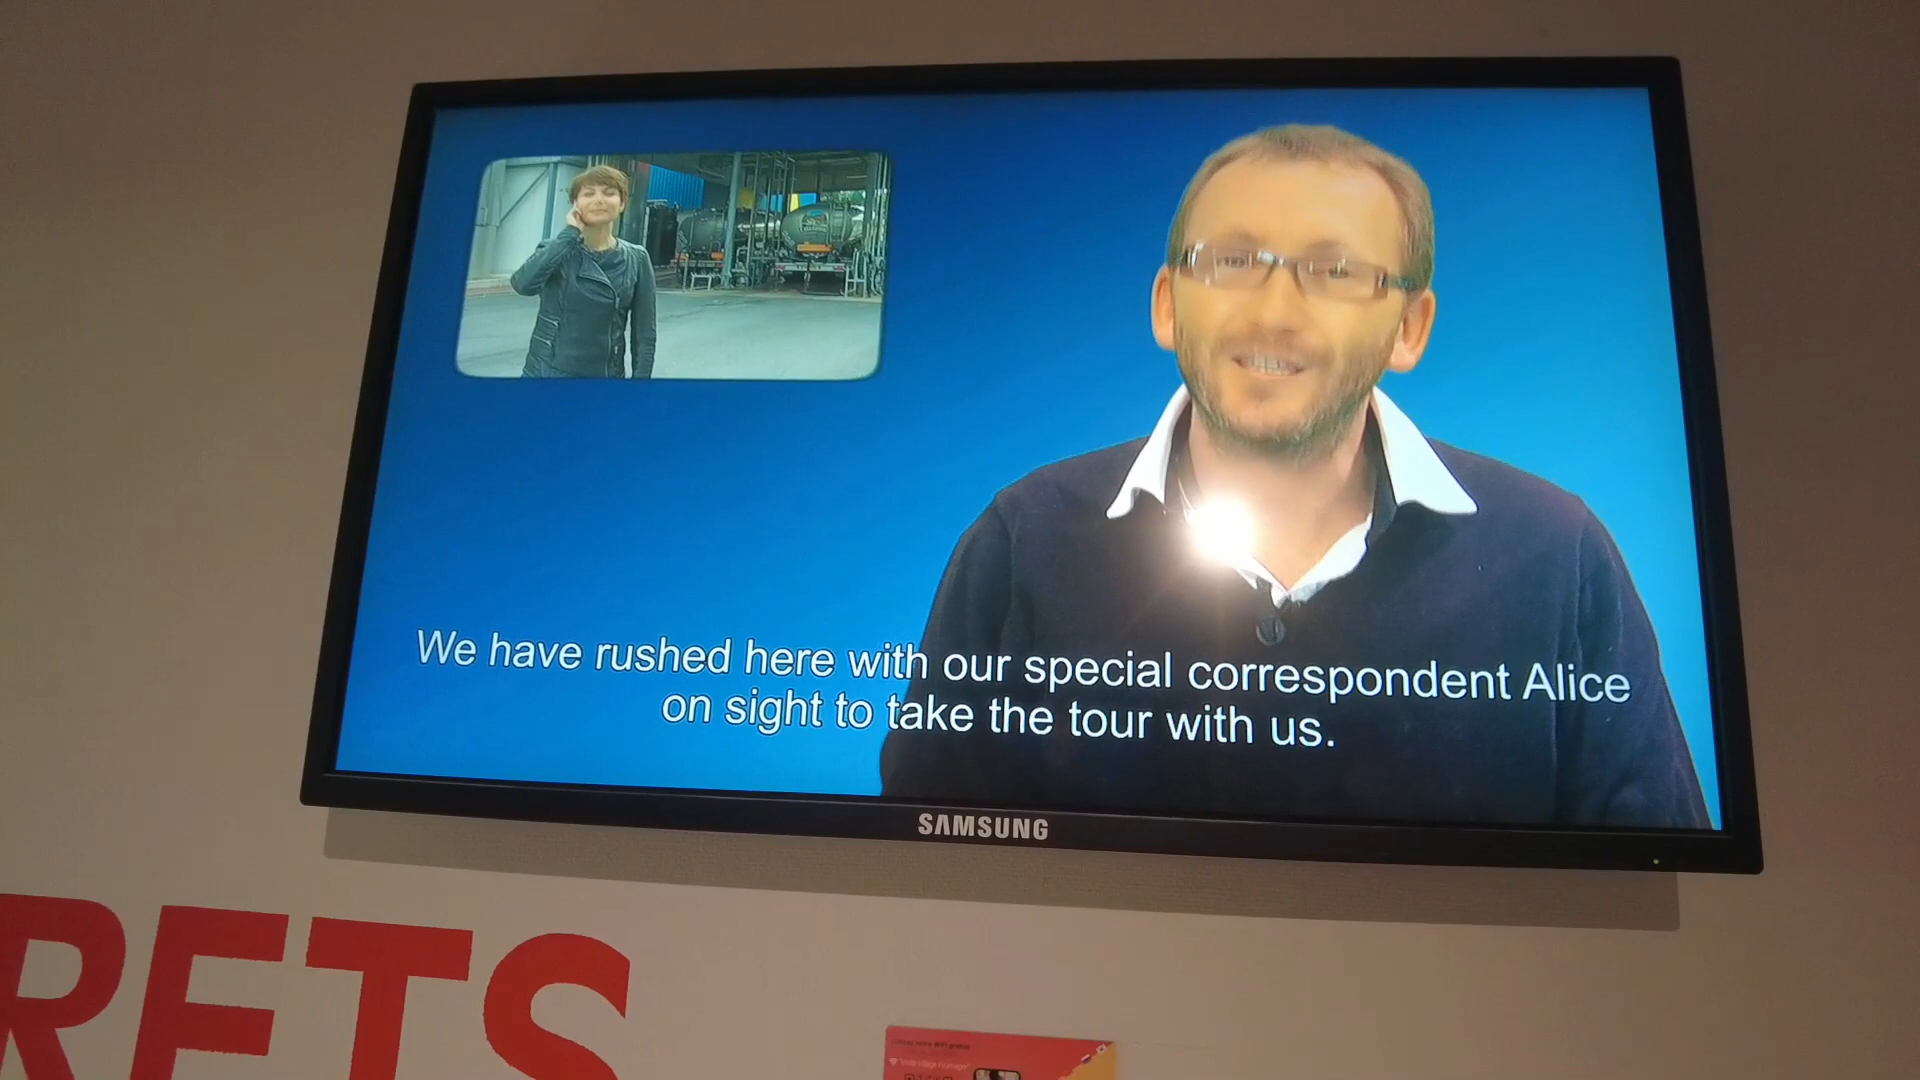 We have rushed here with our special correspondent Alice
on sight to take the tour with us.
SAMSUNG
RETS